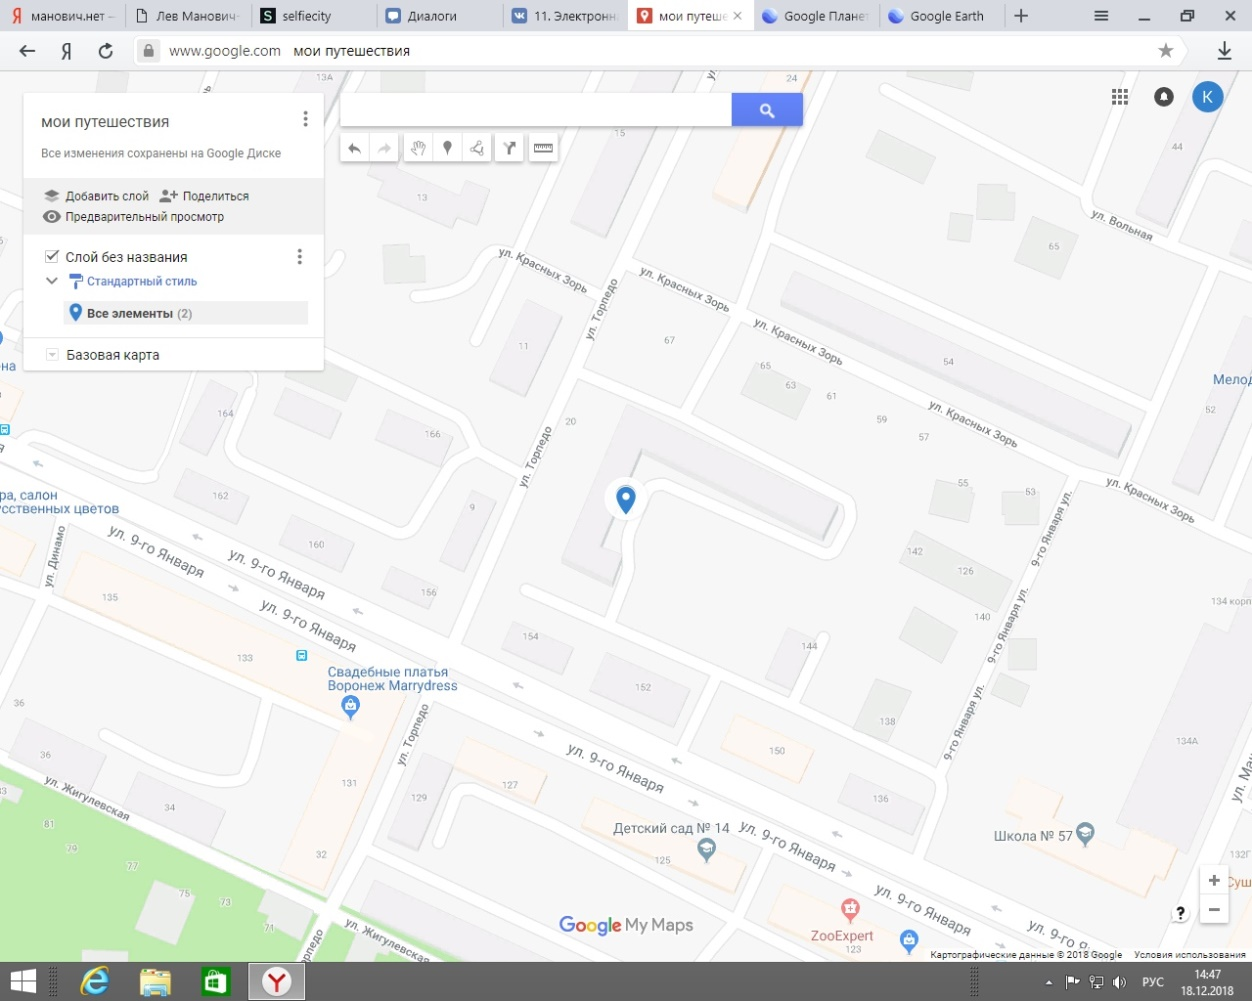 манович.нет –
Лев Манович-
selfiecity
Диалоги
11. Электронн
мои путеше
Google Планет
Google Earth
www.google.com мои путешествия
мои путешествия
Все изменения сохранены на Google Диске
Добавить слой
Поделиться
Предварительный просмотр
Слой без названия
Стандартный стиль
Все элементы (2)
Базовая карта
K
13А
24
15
44
13
ул. Вольная
65
ул. Красных Зорь
ул. Красных Зорь
ул. Торпедо
67
11
ул. Красных Зорь
54
Мелод
на
65
63
61
59
57
52
ул. Красных Зорь
164
20
166
ул. Торпедо
162
9
55
53
ул. Красных Зорь
ра, салон
усственных цветов
ул. 9-го Января
ул. Динамо
160
ул. 9-го Января
142
126
9-го Января ул.
156
135
ул. 9-го Января
140
134 корп
9-го Января ул.
154
144
133
Свадебные платья
Воронеж Marrydress
152
138
9-го Января ул.
36
36
ул. Торпедо
ул. 9-го Января
150
134А
131
127
129
136
34
ул. Жигулевская
81
79
77
75
73
71
32
Детский сад № 14
ул. 9-го Января
125
Школа № 57
ул. Ма
132Г
Суш
ул. 9-го Января
ZooExpert
123
ул. Жигулевская
Google My Maps
?
Картографические данные © 2018 Google Условия использования
РУС
14:47
18.12.2018